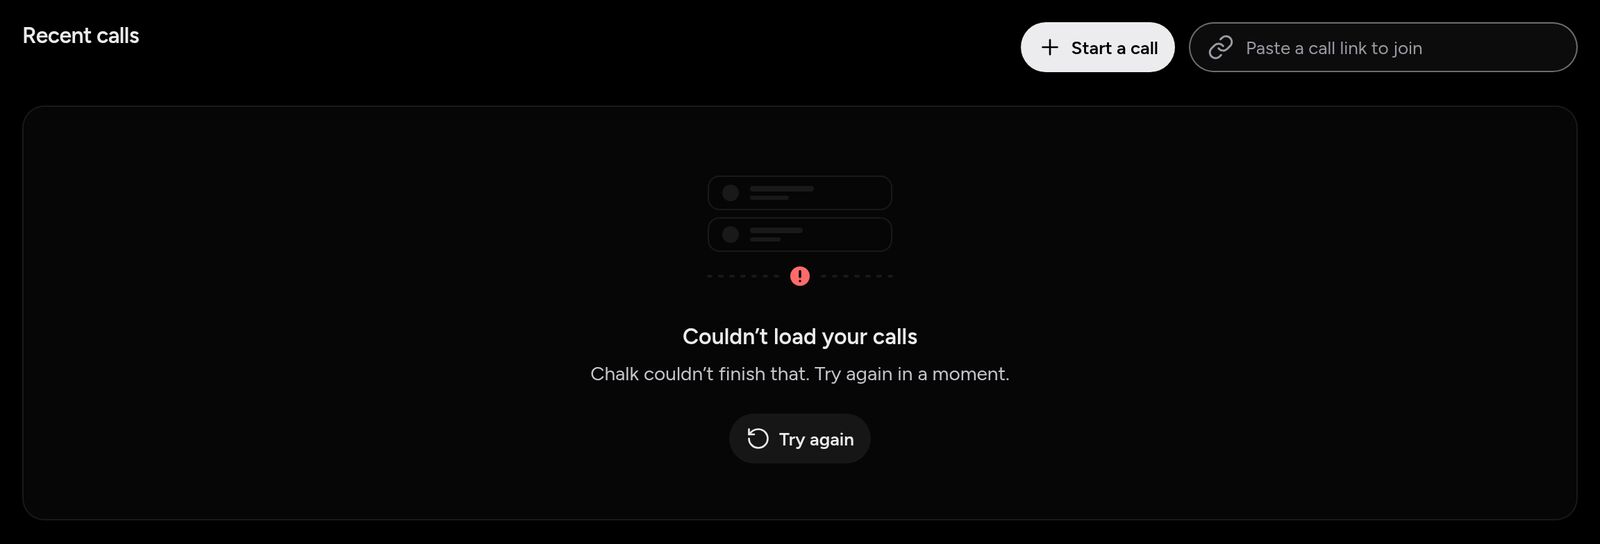 Recent calls
Start a call
Paste a call link to join
Couldn’t load your calls
Chalk couldn’t finish that. Try again in a moment.
Try again